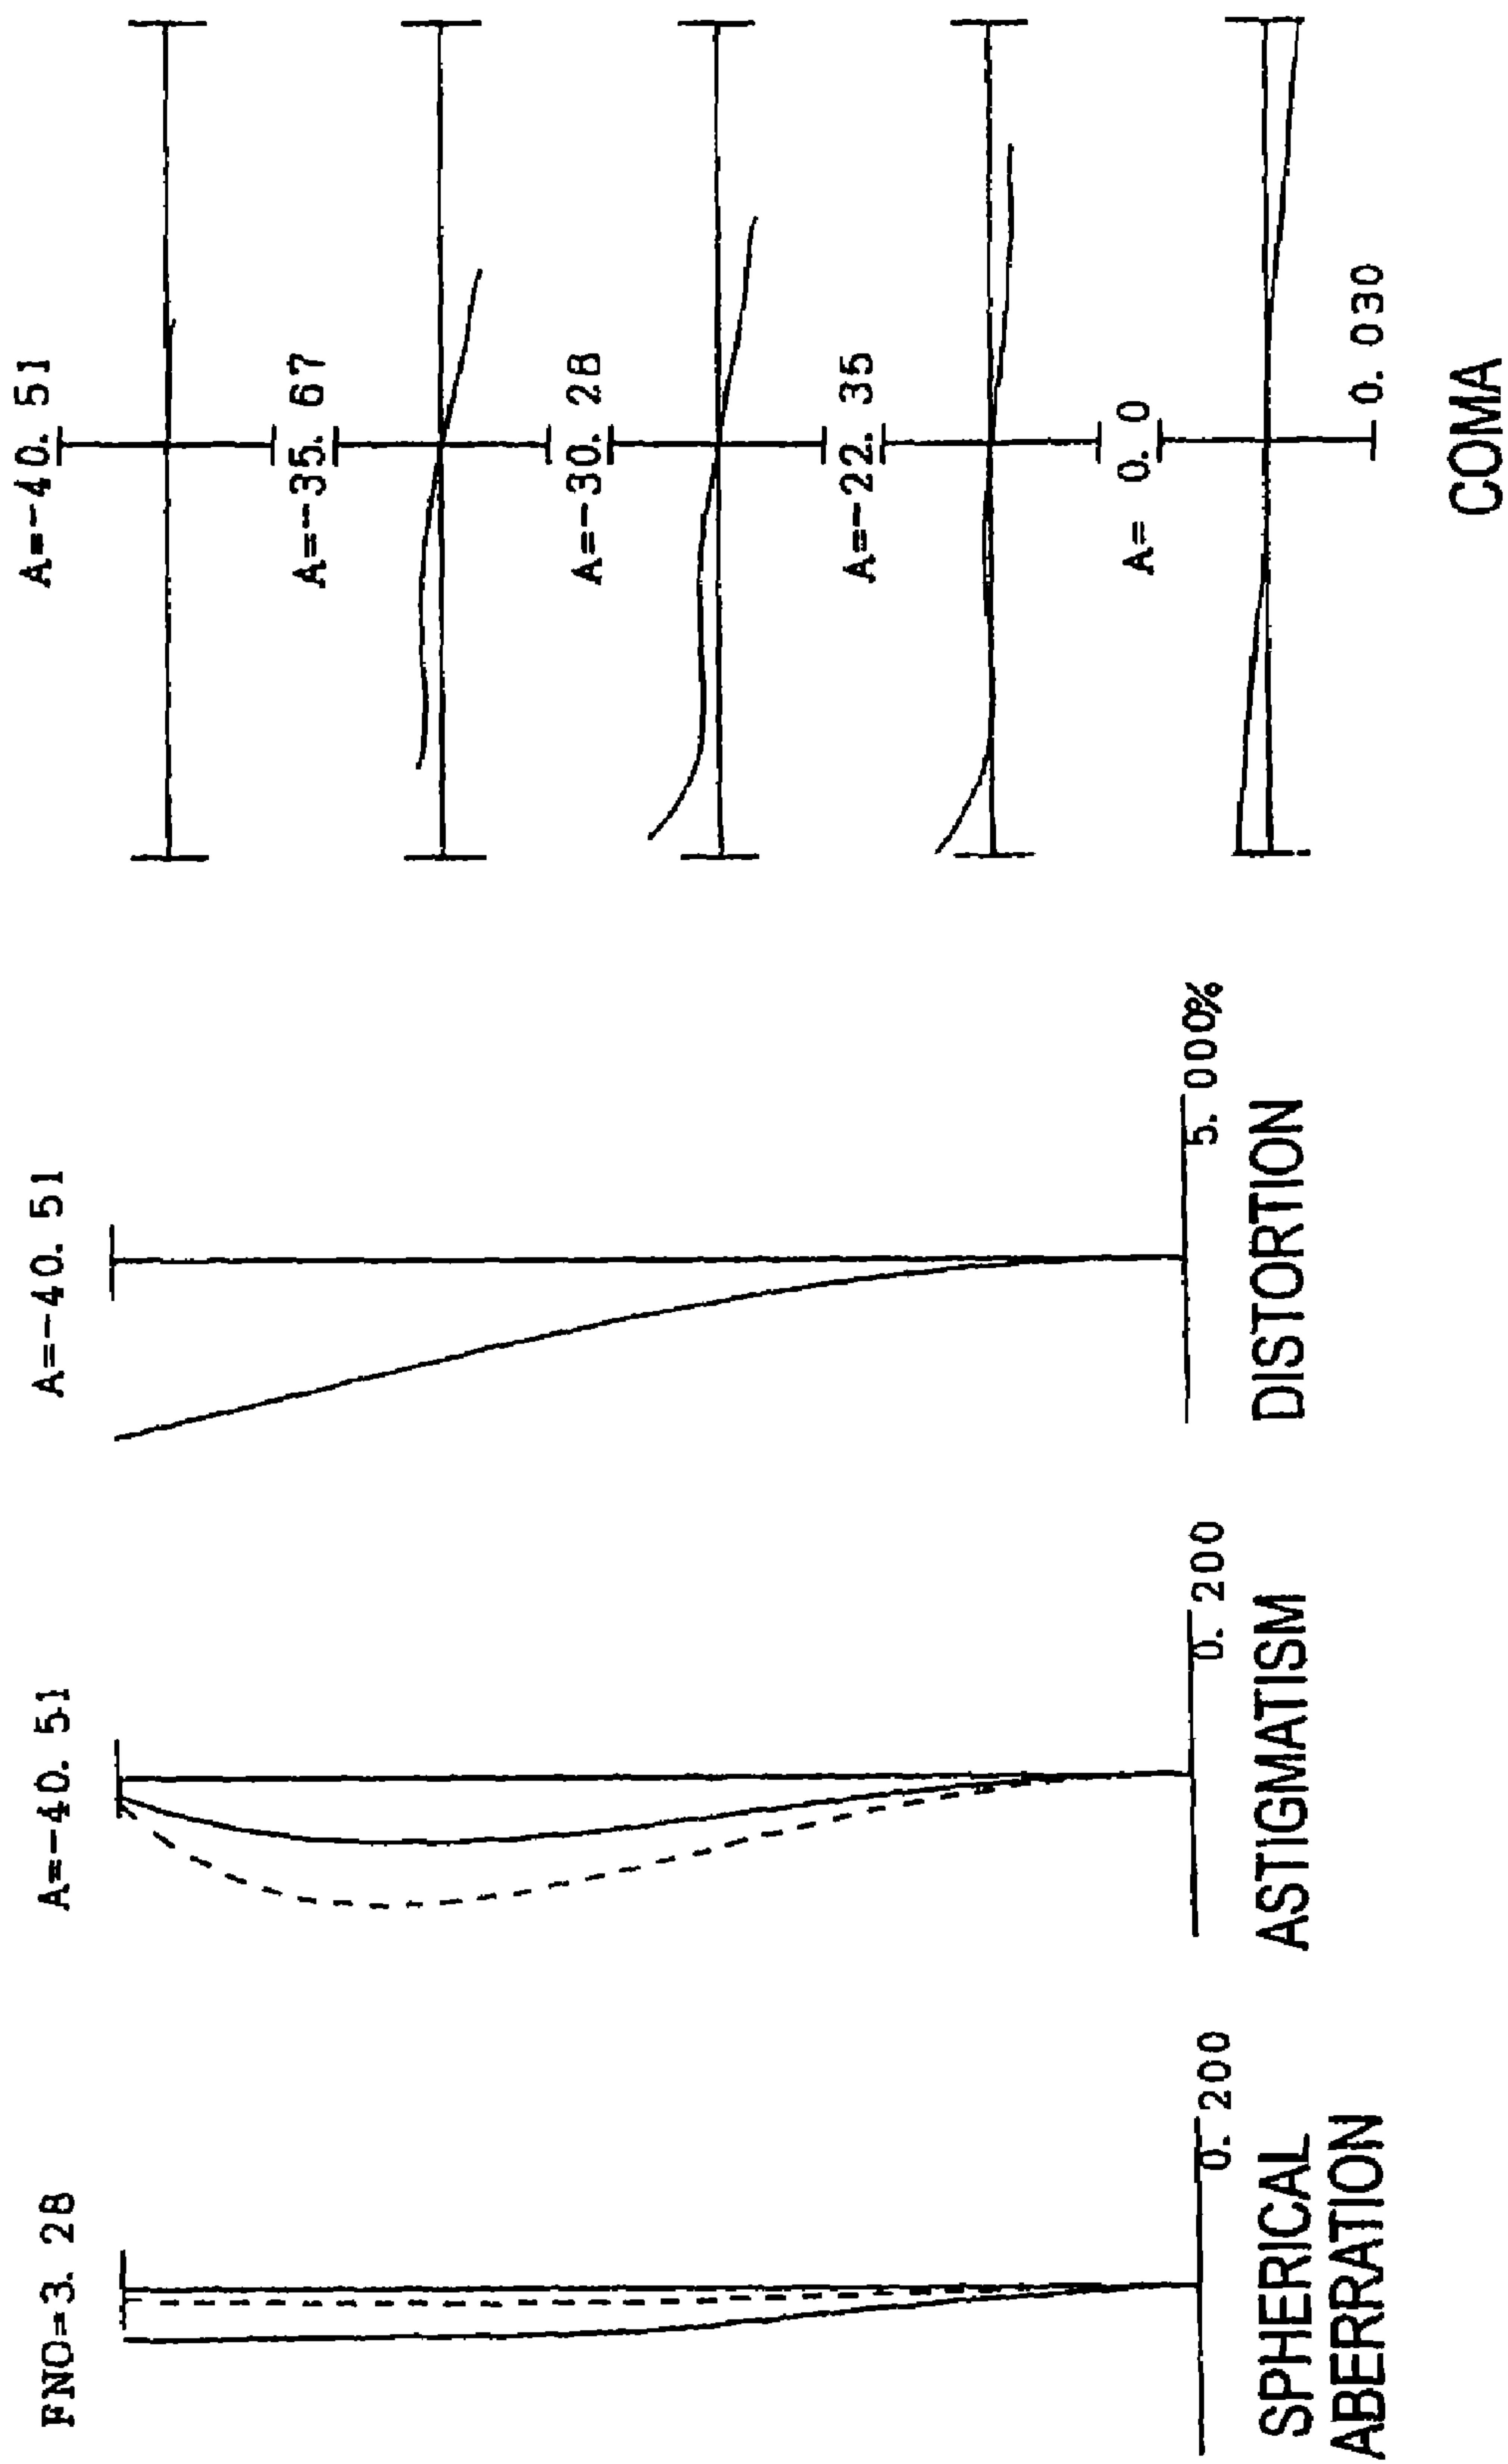 FNO=3. 28
0. 200
SPHERICAL
ABERRATION
A=-40. 51
0. 200
ASTIGMATISM
A=-40. 51
5. 000%
DISTORTION
A=-40. 51
A=-35. 67
A=-30. 28
A=-22. 35
A= 0. 0
0. 030
COMA